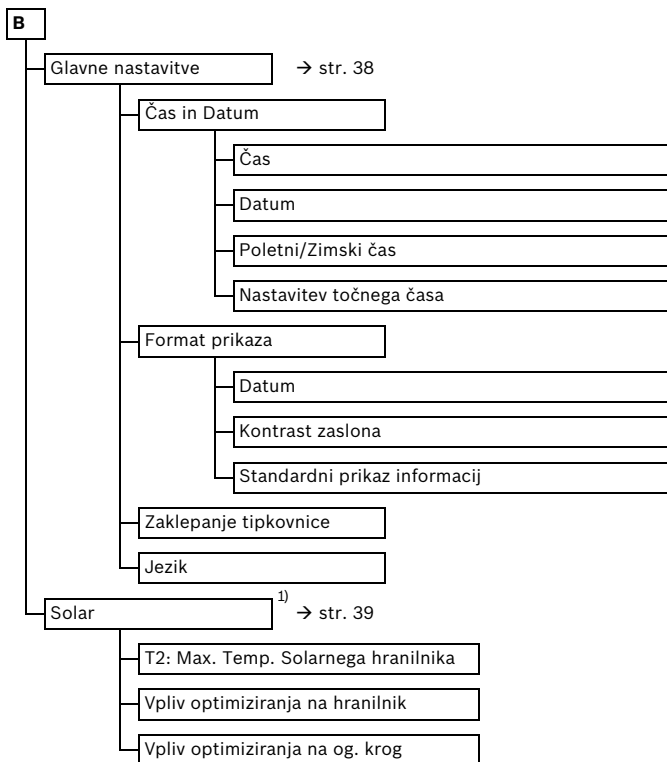 B
Glavne nastavitve → str. 38
Čas in Datum
Čas
Datum
Poletni/Zimski čas
Nastavitev točnega časa
Format prikaza
Datum
Kontrast zaslona
Standardni prikaz informacij
Zaklepanje tipkovnice
Jezik
Solar 1) → str. 39
T2: Max. Temp. Solarnega hranilnika
Vpliv optimiziranja na hranilnik
Vpliv optimiziranja na og. krog